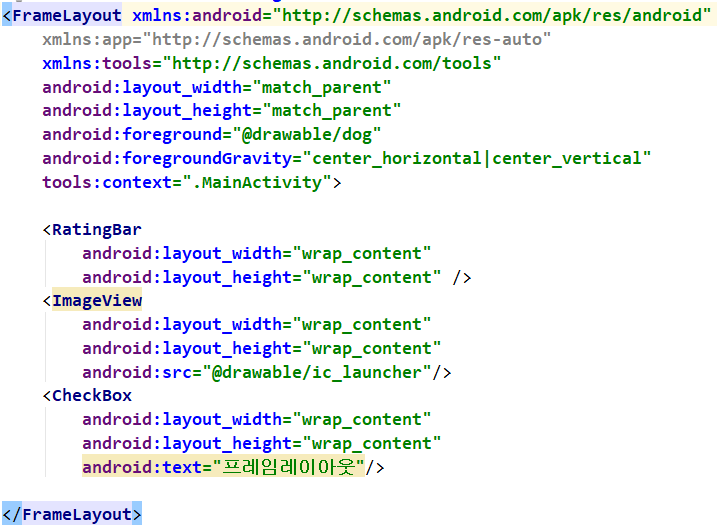 <FrameLayout xmlns:android="http://schemas.android.com/apk/res/android"
    xmlns:app="http://schemas.android.com/apk/res-auto"
    xmlns:tools="http://schemas.android.com/tools"
    android:layout_width="match_parent"
    android:layout_height="match_parent"
    android:foreground="@drawable/dog"
    android:foregroundGravity="center_horizontal|center_vertical"
    tools:context=".MainActivity">

    <RatingBar
        android:layout_width="wrap_content"
        android:layout_height="wrap_content" />
    <ImageView
        android:layout_width="wrap_content"
        android:layout_height="wrap_content"
        android:src="@drawable/ic_launcher"/>
    <CheckBox
        android:layout_width="wrap_content"
        android:layout_height="wrap_content"
        android:text="프레임레이아웃"/>

</FrameLayout>